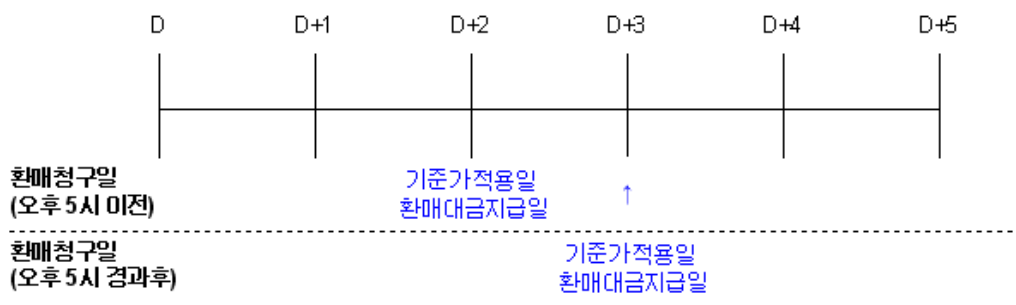 D D+1 D+2 D+3 D+4 D+5
환매청구일
(오후 5시 이전)
기준가적용일
환매대금지급일
↑
환매청구일
(오후 5시 경과후)
기준가적용일
환매대금지급일